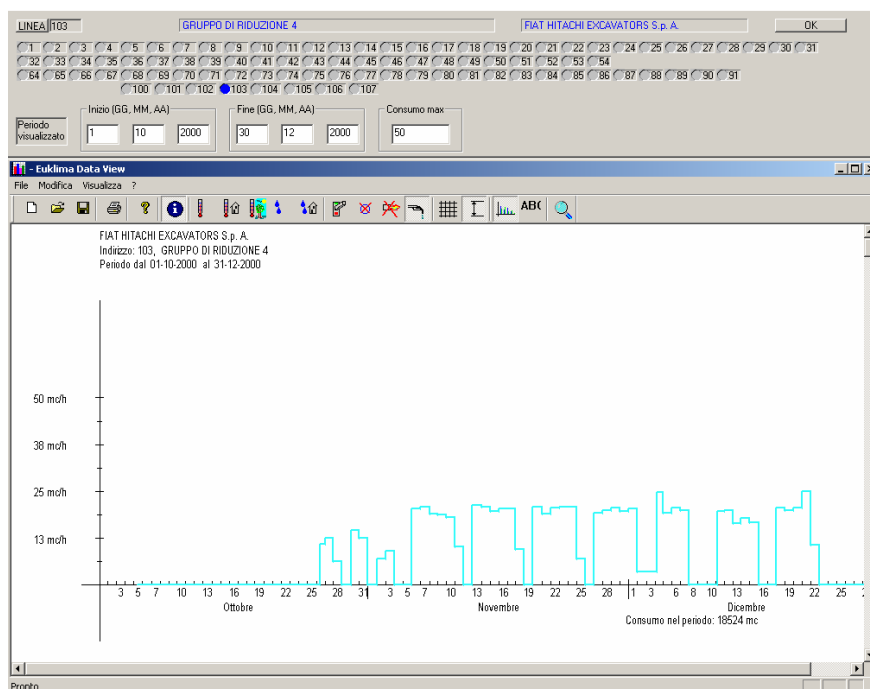 LINEA 103 GRUPPO DI RIDUZIONE 4 FIAT HITACHI EXCAVATORS S.p. A. OK
1 2 3 4 5 6 7 8 9 10 11 12 13 14 15 16 17 18 19 20 21 22 23 24 25 26 27 28 29 30 31
32 33 34 35 36 37 38 39 40 41 42 43 44 45 46 47 48 49 50 51 52 53 54
64 65 66 67 68 69 70 71 72 73 74 75 76 77 78 79 80 81 82 83 84 85 86 87 88 89 90 91
100 101 102 103 104 105 106 107
Periodo visualizzato
Inizio (GG, MM, AA) Fine (GG, MM, AA) Consumo max
1 10 2000 30 12 2000 50
- Euklima Data View
File Modifica Visualizza ?
ABC
FIAT HITACHI EXCAVATORS S.p. A.
Indirizzo: 103, GRUPPO DI RIDUZIONE 4
Periodo dal 01-10-2000 al 31-12-2000
50 mc/h
38 mc/h
25 mc/h
13 mc/h
3 5 7 10 13 16 19 22 25 28 31 3 5 7 10 13 16 19 22 25 28 1 3 5 7 10 13 16 19 22 25
Ottobre Novembre Dicembre
Consumo nel periodo: 18524 mc
Pronto